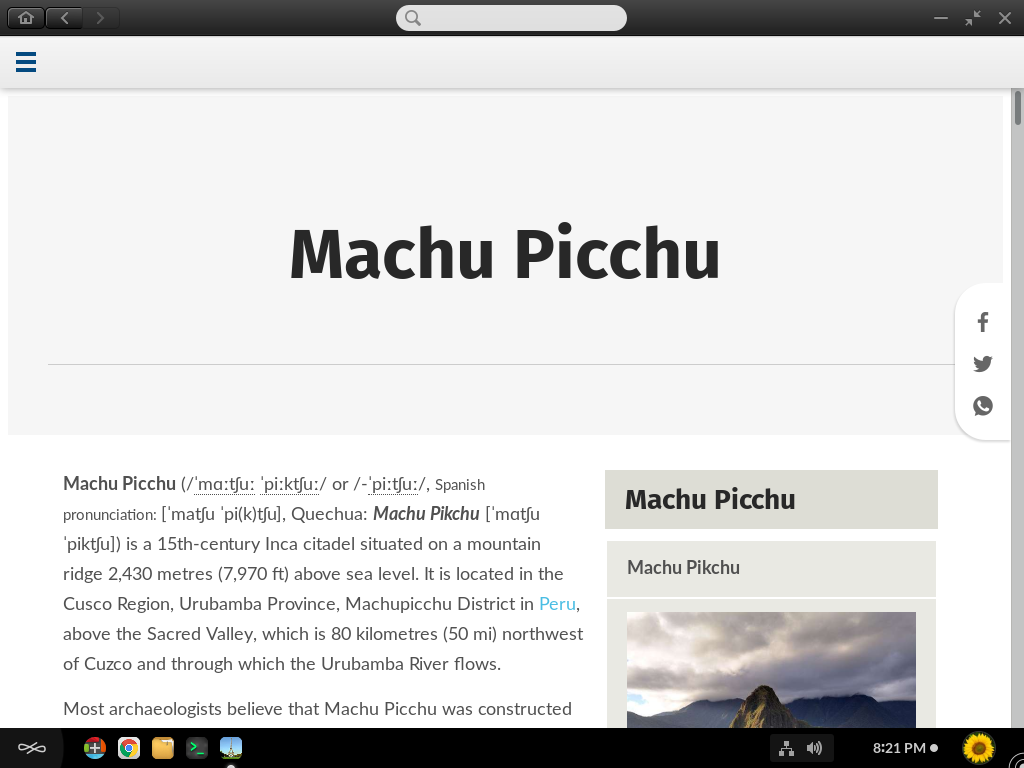 Machu Picchu
Machu Picchu (/ˈmɑːtʃuː ˈpiːktʃuː/ or /-ˈpiːtʃuː/, Spanish
pronunciation: [ˈmatʃu ˈpi(k)tʃu], Quechua: Machu Pikchu [ˈmɑtʃu
ˈpiktʃu]) is a 15th-century Inca citadel situated on a mountain
ridge 2,430 metres (7,970 ft) above sea level. It is located in the
Cusco Region, Urubamba Province, Machupicchu District in Peru,
above the Sacred Valley, which is 80 kilometres (50 mi) northwest
of Cuzco and through which the Urubamba River flows.
Most archaeologists believe that Machu Picchu was constructed
Machu Picchu
Machu Pikchu
8:21 PM